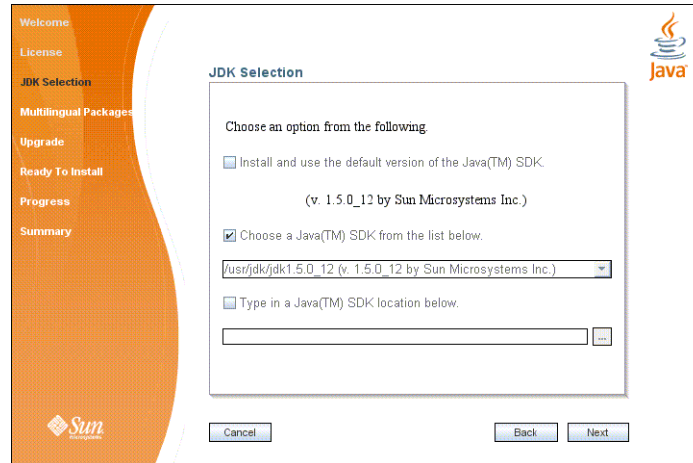 Welcome
License
JDK Selection
Multilingual Packages
Upgrade
Ready To Install
Progress
Summary
Sun
microsystems
Java
JDK Selection
Choose an option from the following.
Install and use the default version of the Java(TM) SDK.
(v. 1.5.0_12 by Sun Microsystems Inc.)
Choose a Java(TM) SDK from the list below.
/usr/jdk/jdk1.5.0_12 (v. 1.5.0_12 by Sun Microsystems Inc.)
Type in a Java(TM) SDK location below.
...
Cancel
Back
Next